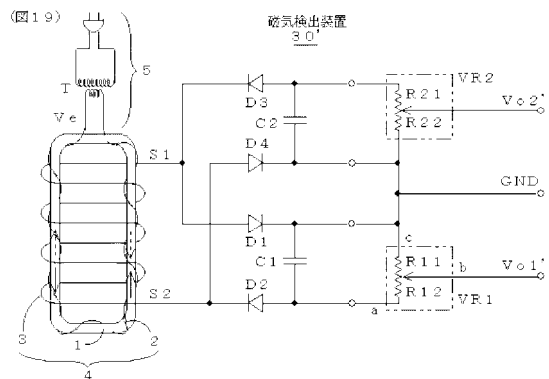 (図19)
磁気検出装置
30'
5
T
Ve
S1
S2
3
1
2
4
D3
C2
D4
D1
C1
D2
VR2
R21
R22
Vo2'
GND
c
R11
b
Vo1'
R12
a
VR1